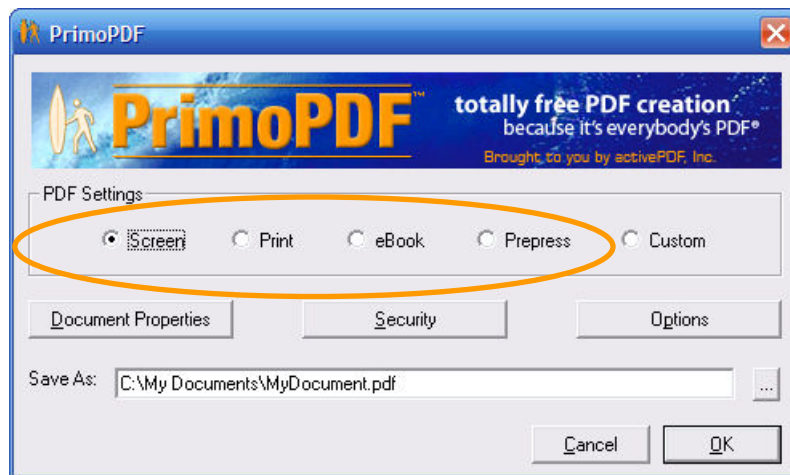 PrimoPDF
PrimoPDF™
totally free PDF creation
because it's everybody's PDF®
Brought to you by activePDF, Inc.
PDF Settings
Screen Print eBook Prepress Custom
Document Properties Security Options
Save As: C:\My Documents\MyDocument.pdf ...
Cancel OK